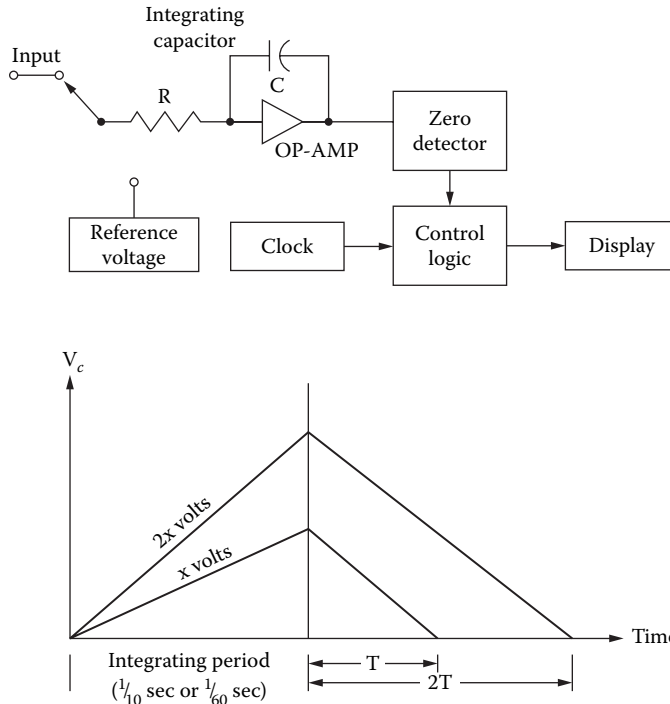 Integrating
capacitor
Input
R
C
OP-AMP
Zero
detector
Reference
voltage
Clock
Control
logic
Display
V_c
2x volts
x volts
Time
Integrating period
(1/10 sec or 1/60 sec)
T
2T